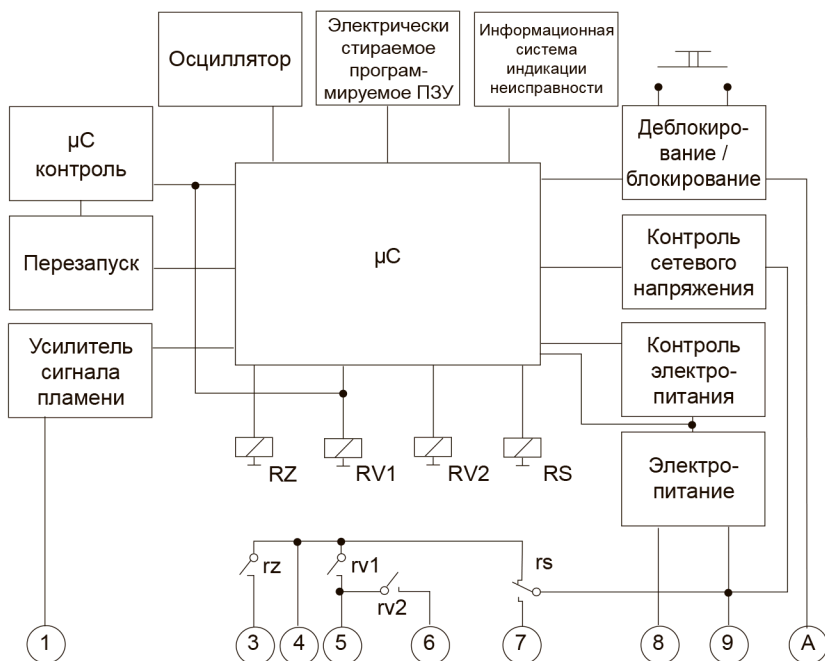 Осциллятор
Электрически
стираемое
програм-
мируемое ПЗУ
Информационная
система
индикации
неисправности
µC
контроль
Деблокиро-
вание /
блокирование
Перезапуск
µC
Контроль
сетевого
напряжения
Усилитель
сигнала
пламени
Контроль
электро-
питания
RZ
RV1
RV2
RS
Электро-
питание
rz
rv1
rv2
rs
1
3
4
5
6
7
8
9
A